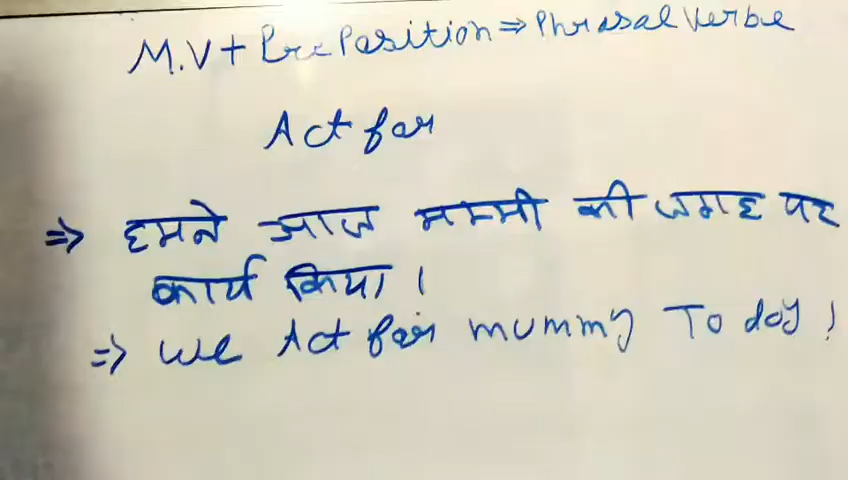 M.V + Preposition ⇒ Phrasal Verbe
Act for
⇒ हमने आज मम्मी की जगह पर
कार्य किया।
⇒ we Act for mummy To day!